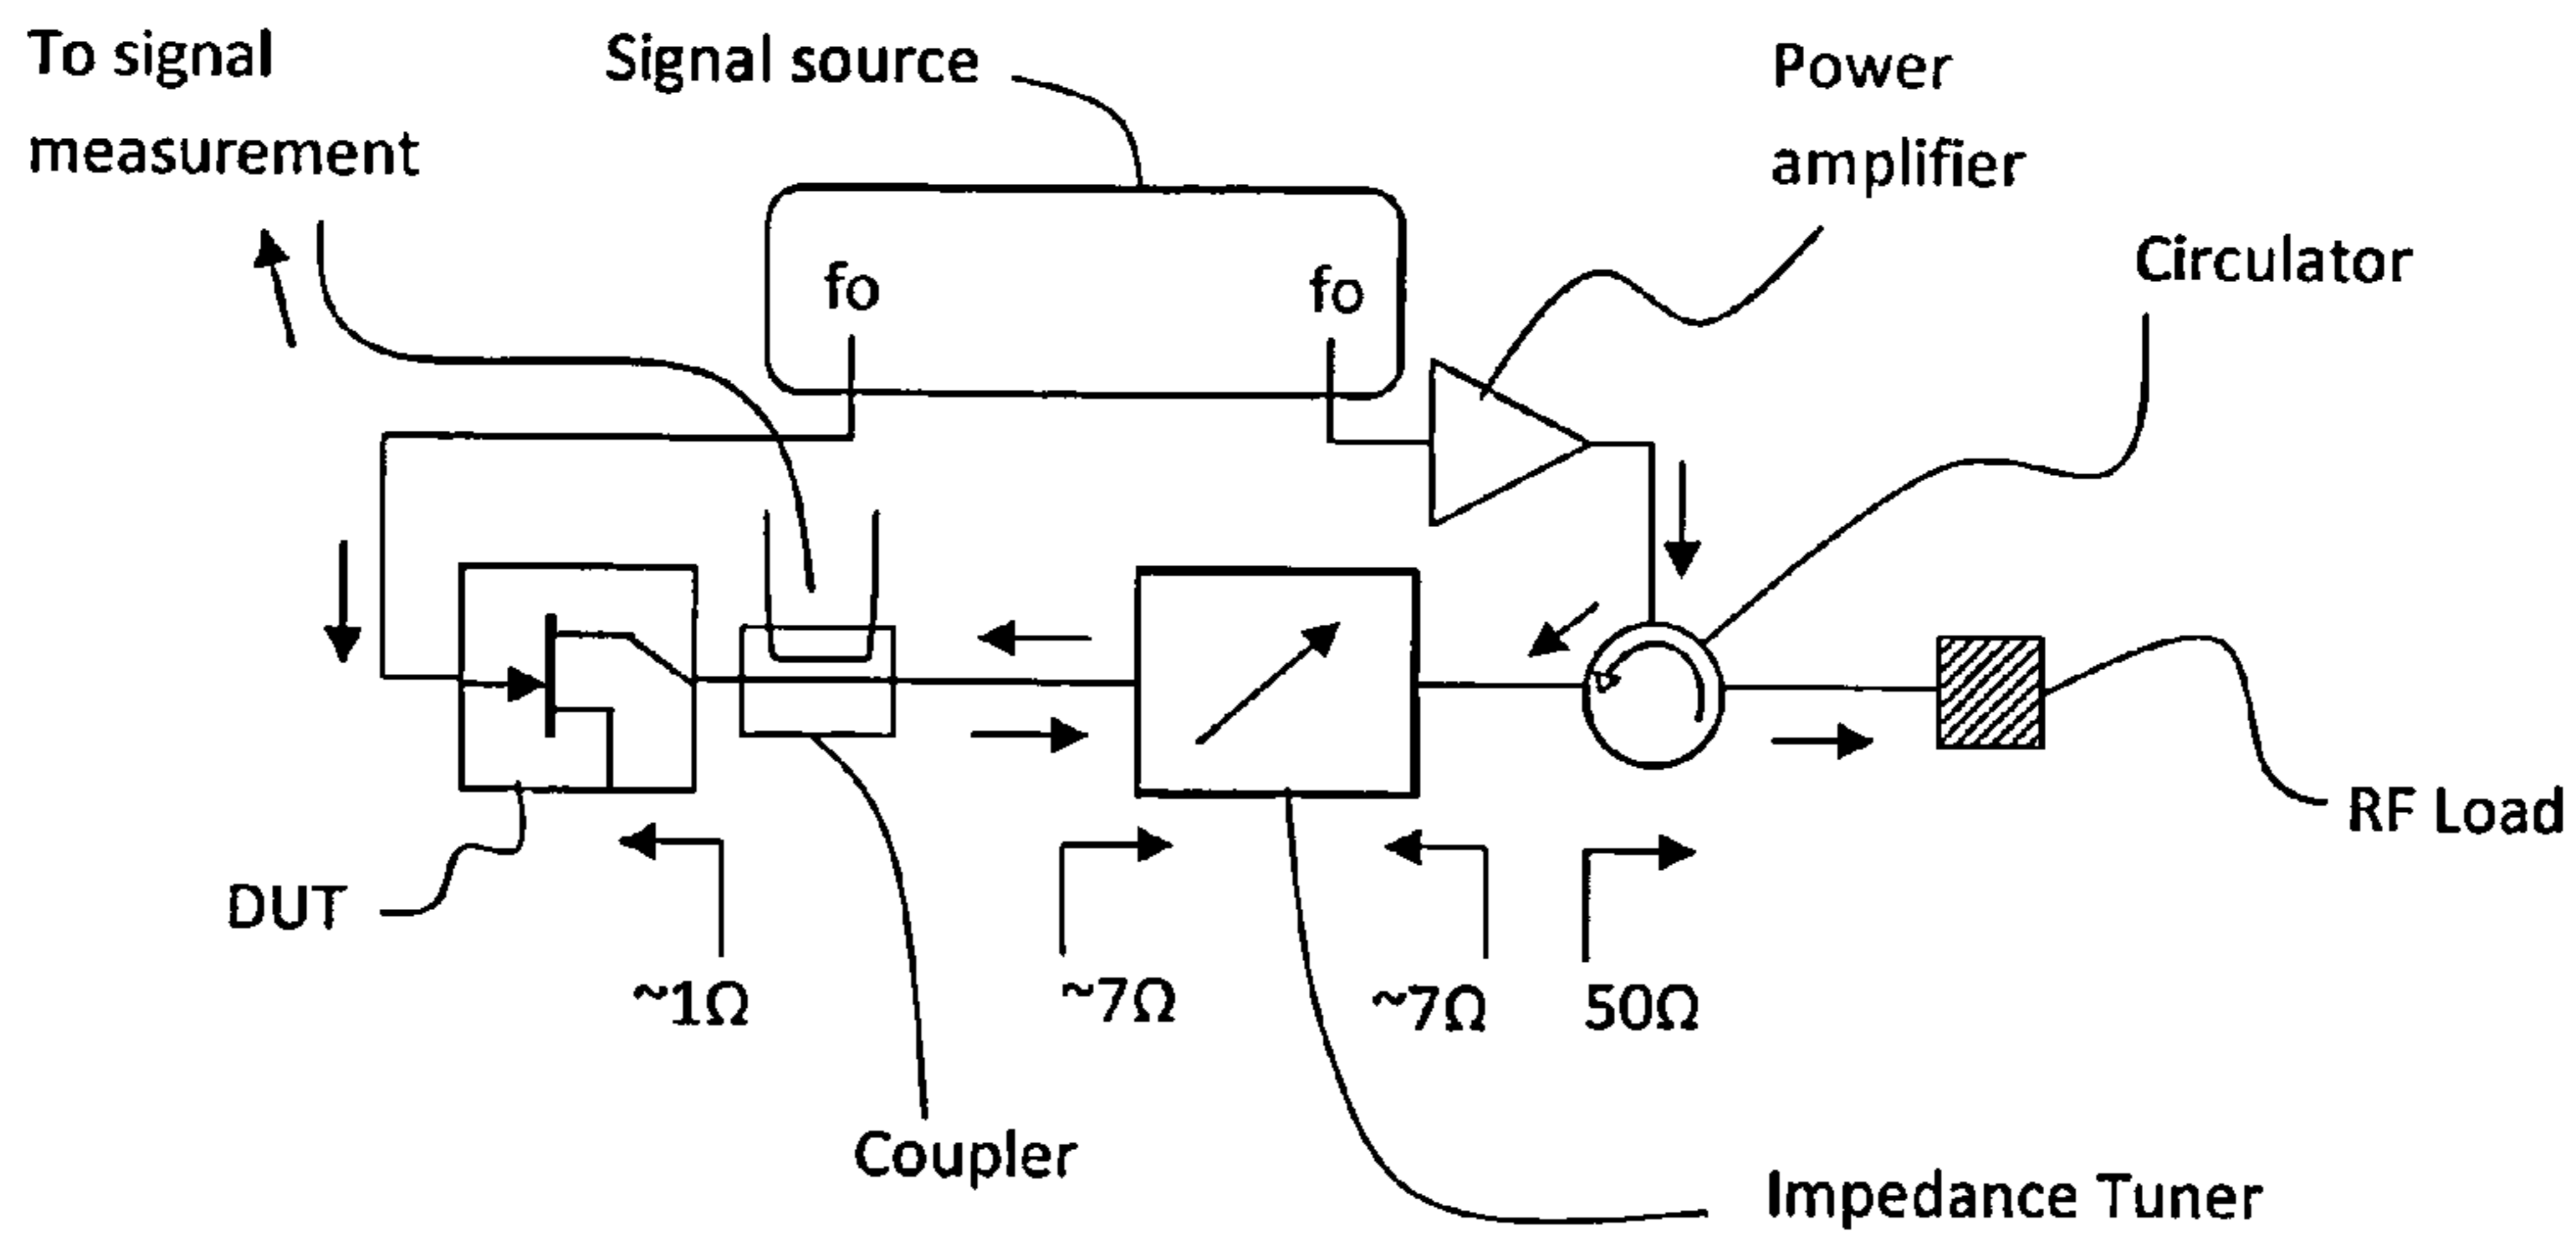 To signal
measurement
Signal source
Power
amplifier
Circulator
fo
fo
RF Load
DUT
~1Ω
~7Ω
~7Ω
50Ω
Coupler
Impedance Tuner